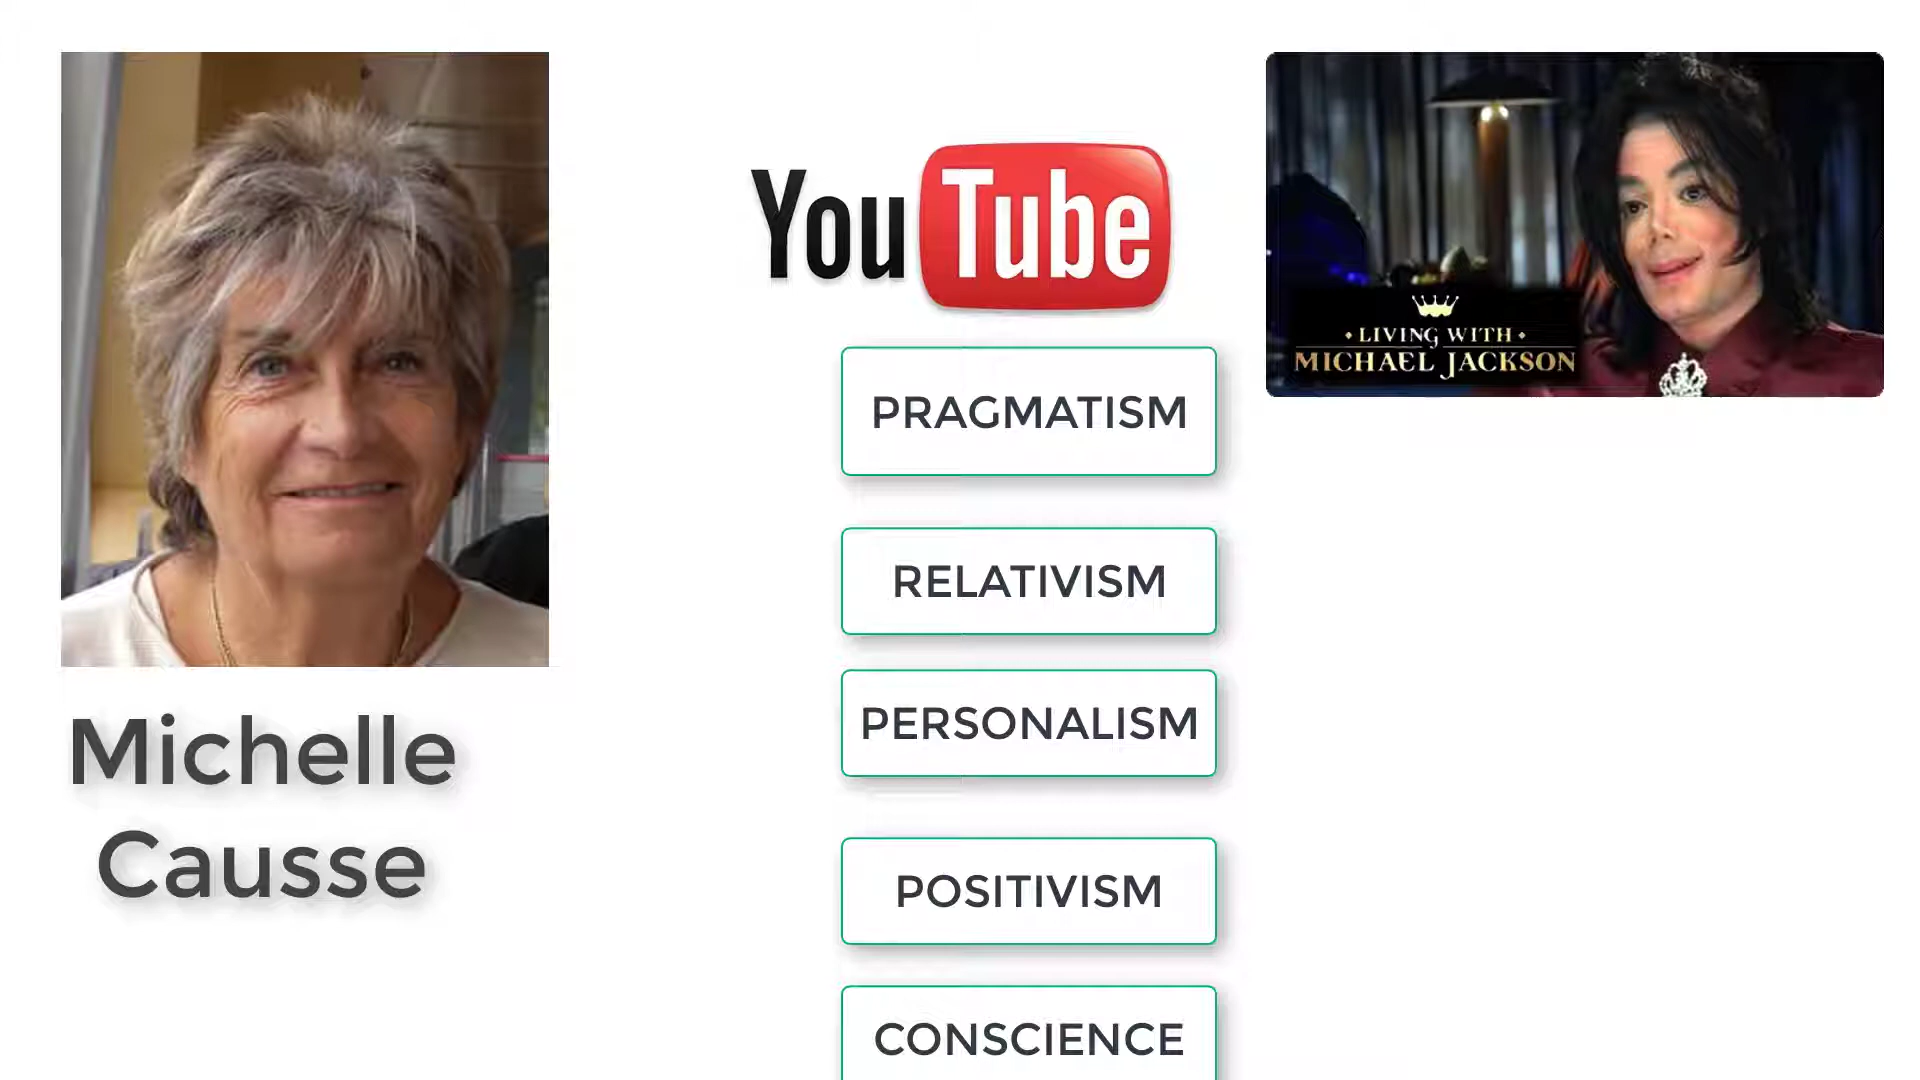 Michelle
Causse
YouTube
PRAGMATISM
RELATIVISM
PERSONALISM
POSITIVISM
CONSCIENCE
LIVING WITH
MICHAEL JACKSON